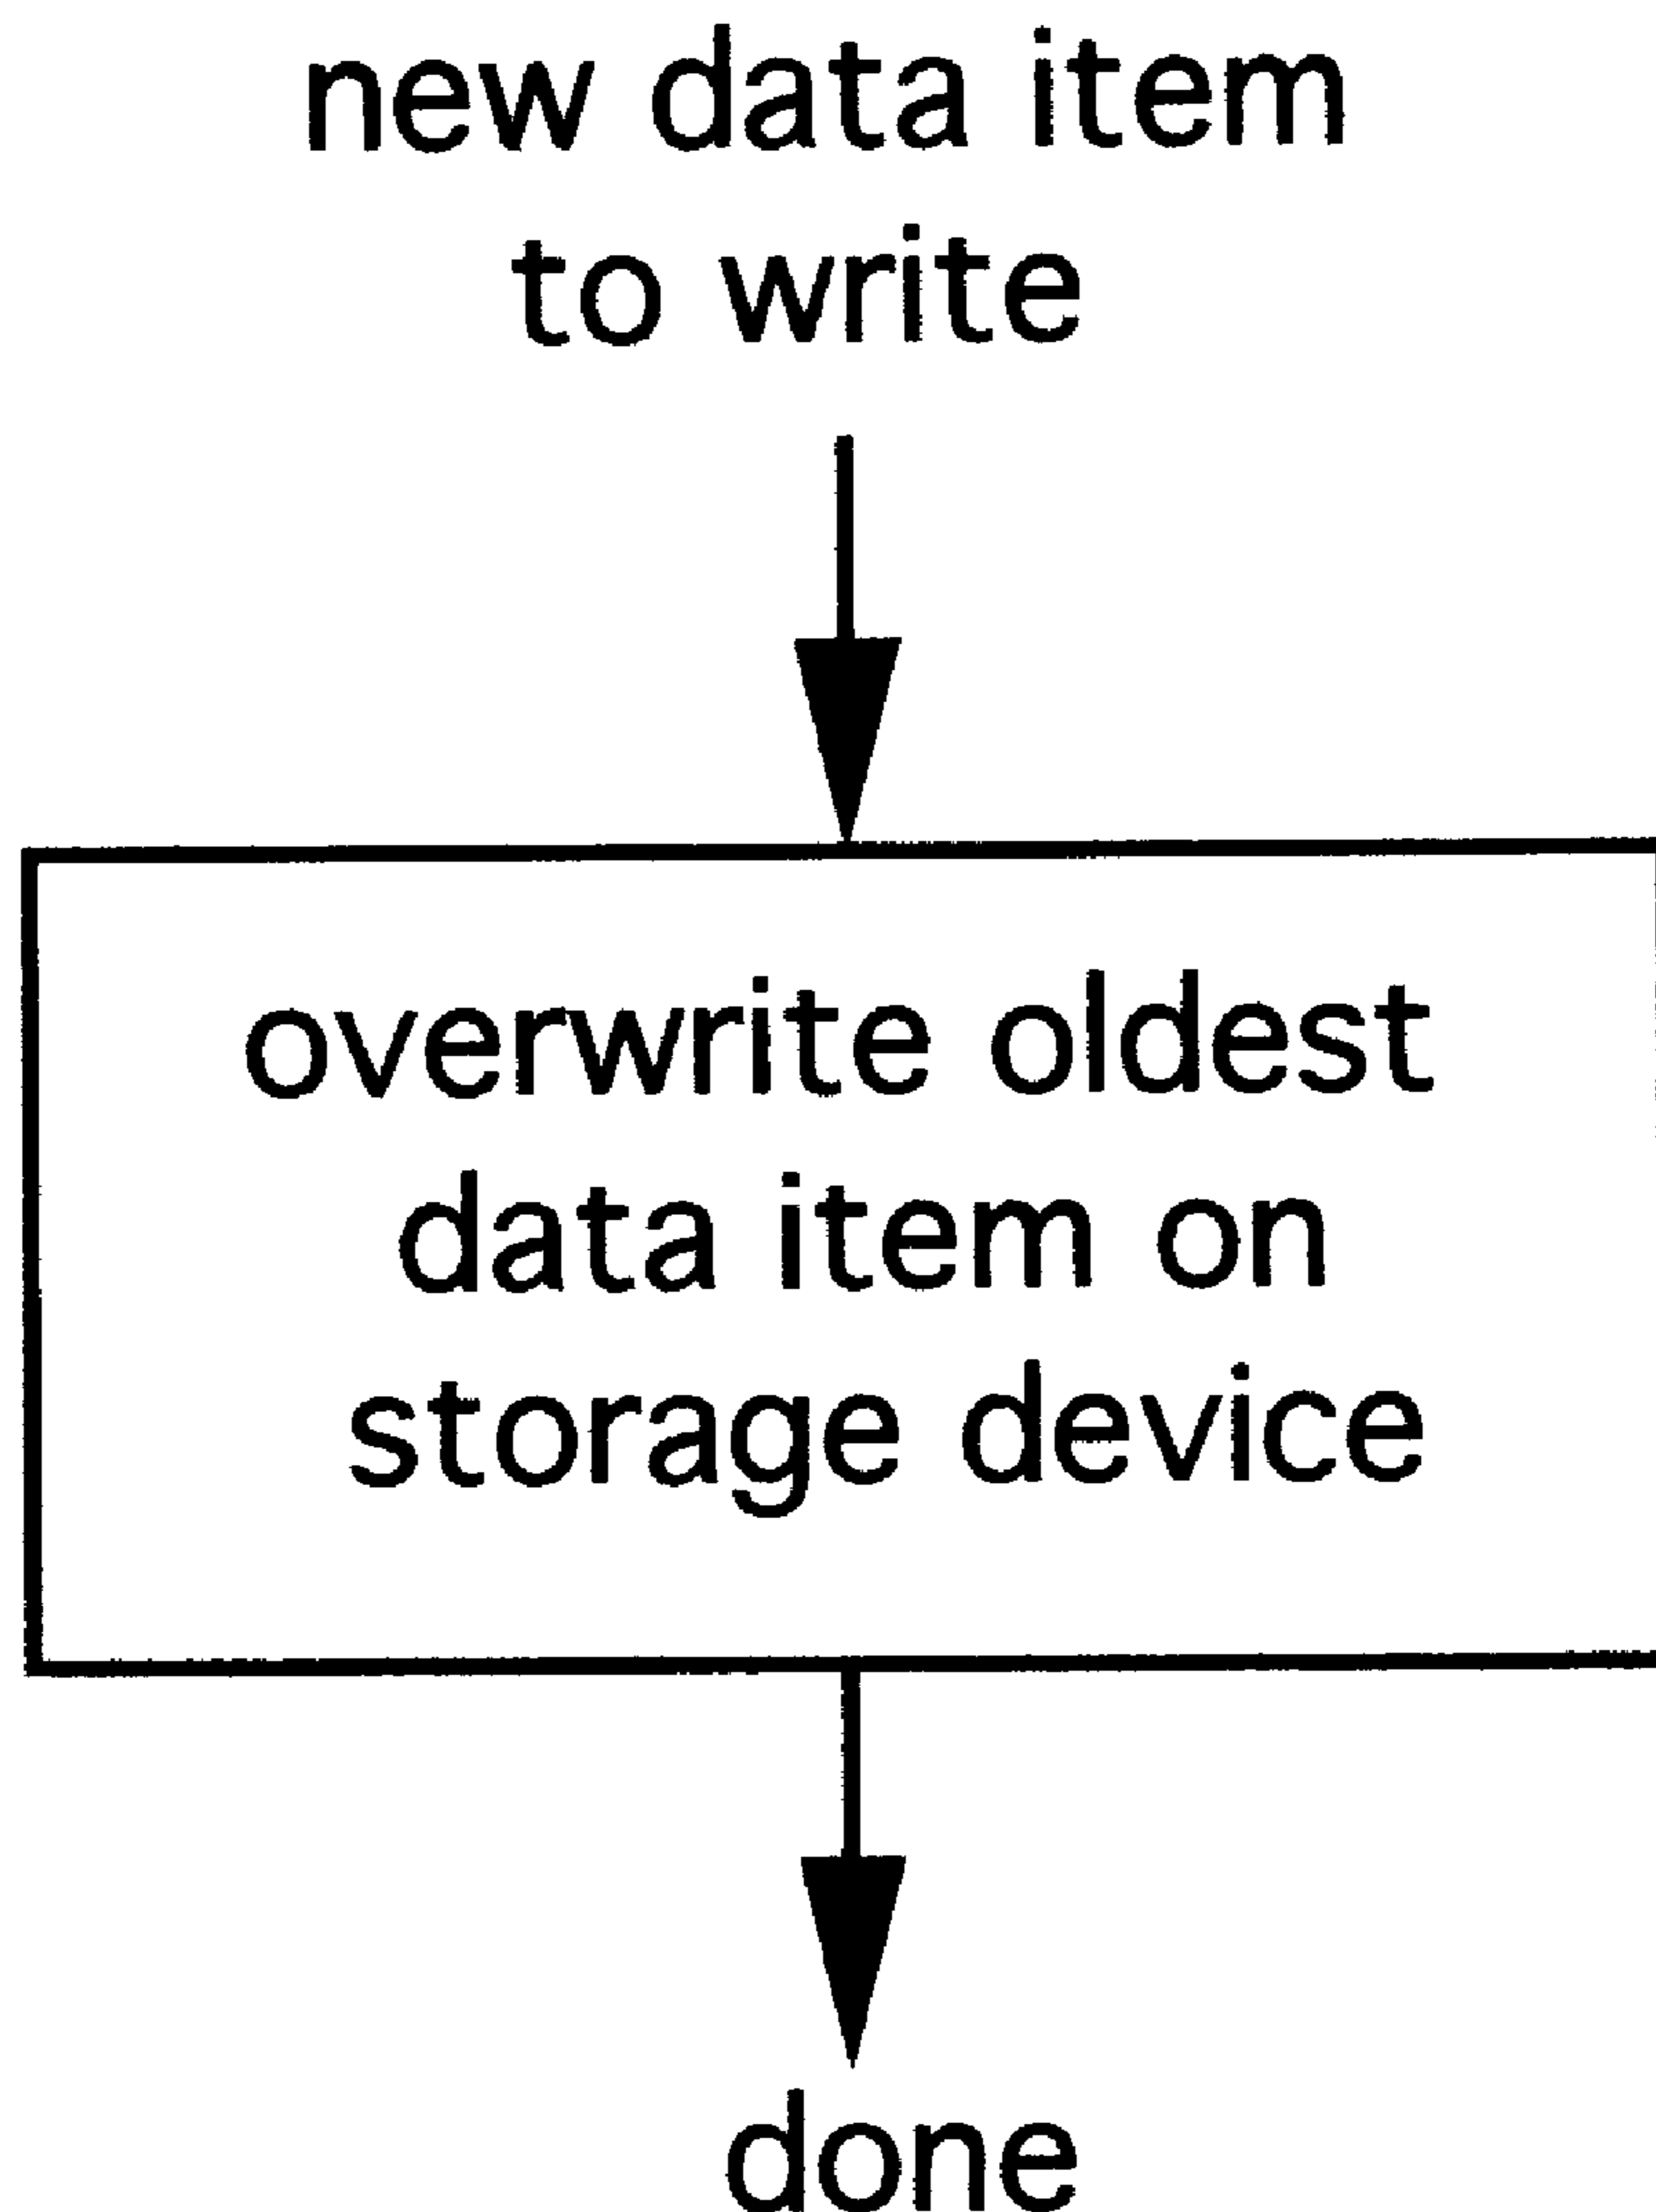 new data item
to write
overwrite oldest
data item on
storage device
done